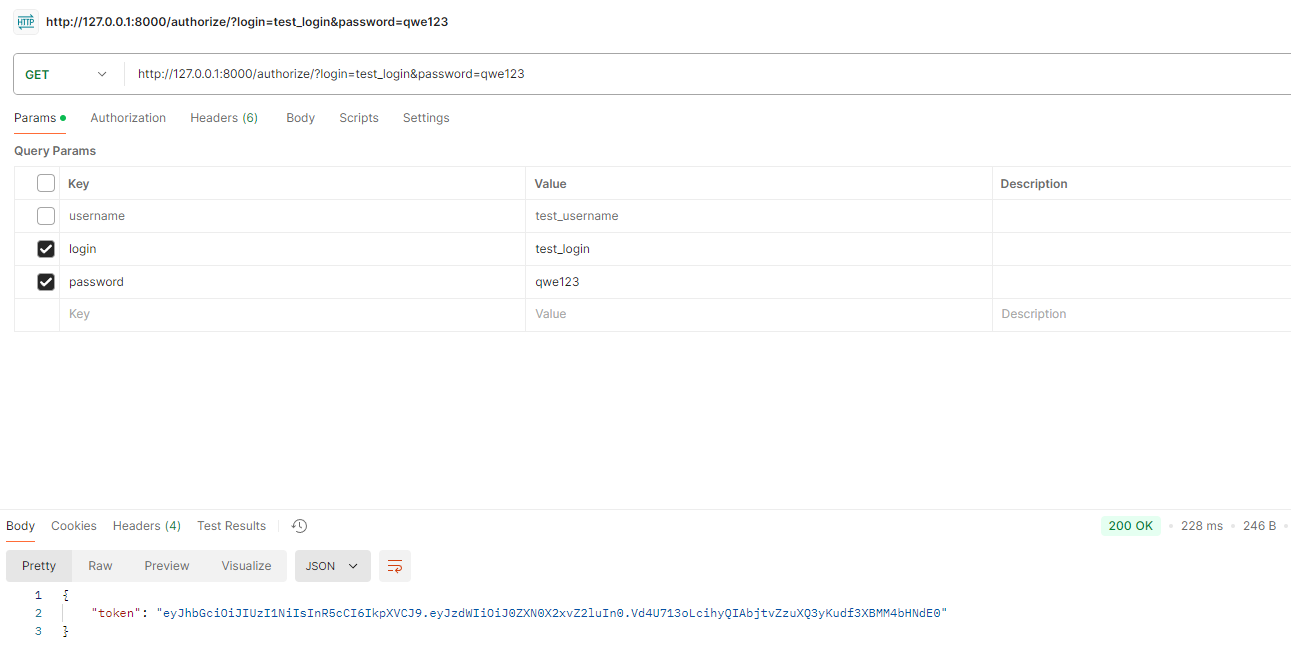 HTTP http://127.0.0.1:8000/authorize/?login=test_login&password=qwe123
GET http://127.0.0.1:8000/authorize/?login=test_login&password=qwe123
Params Authorization Headers (6) Body Scripts Settings
Query Params
Key Value Description
username test_username
login test_login
password qwe123
Key Value Description
Body Cookies Headers (4) Test Results 200 OK 228 ms 246 B
Pretty Raw Preview Visualize JSON
1 {
2 "token": "eyJhbGciOiJIUzI1NiIsInR5cCI6IkpXVCJ9.eyJzdWIiOiJ0ZXN0X2xvZ2luIn0.Vd4U713oLcihyQIAbjtvZzuXQ3yKudf3XBMM4bHNdE0"
3 }